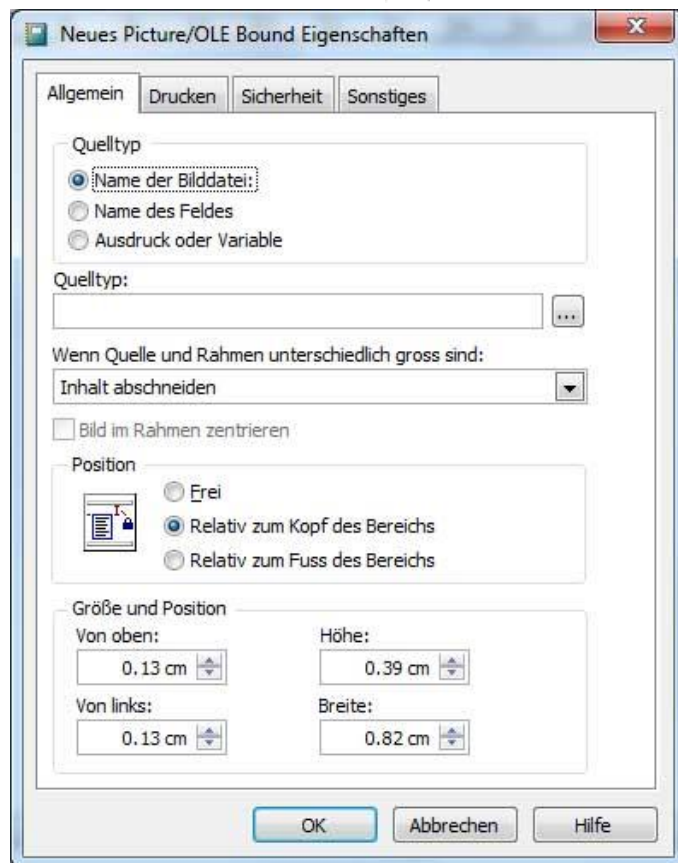 Neues Picture/OLE Bound Eigenschaften
Allgemein Drucken Sicherheit Sonstiges
Quelltyp
Name der Bilddatei:
Name des Feldes
Ausdruck oder Variable
Quelltyp:
...
Wenn Quelle und Rahmen unterschiedlich gross sind:
Inhalt abschneiden
Bild im Rahmen zentrieren
Position
Frei
Relativ zum Kopf des Bereichs
Relativ zum Fuss des Bereichs
Größe und Position
Von oben: Höhe:
0.13 cm 0.39 cm
Von links: Breite:
0.13 cm 0.82 cm
OK Abbrechen Hilfe